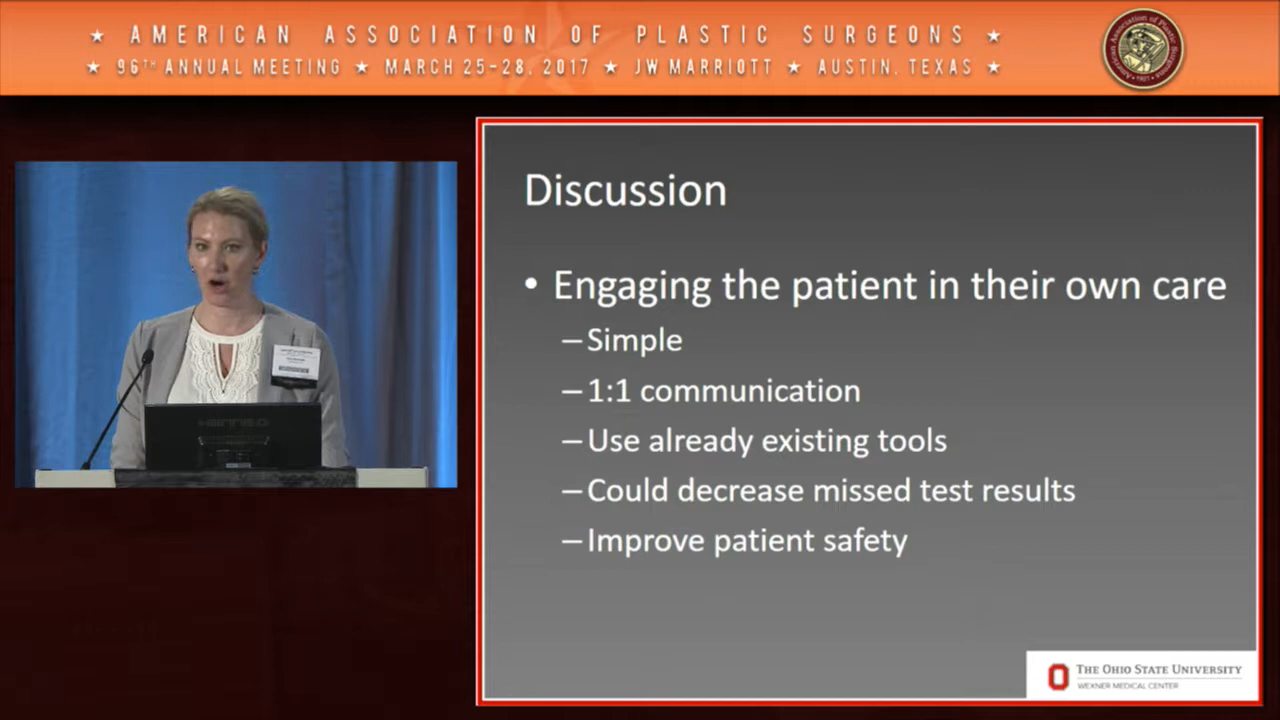 ★ AMERICAN ASSOCIATION OF PLASTIC SURGEONS ★
★ 96TH ANNUAL MEETING ★ MARCH 25-28, 2017 ★ JW MARRIOTT ★ AUSTIN, TEXAS ★
Discussion
• Engaging the patient in their own care
–Simple
–1:1 communication
–Use already existing tools
–Could decrease missed test results
–Improve patient safety
THE OHIO STATE UNIVERSITY
WEXNER MEDICAL CENTER